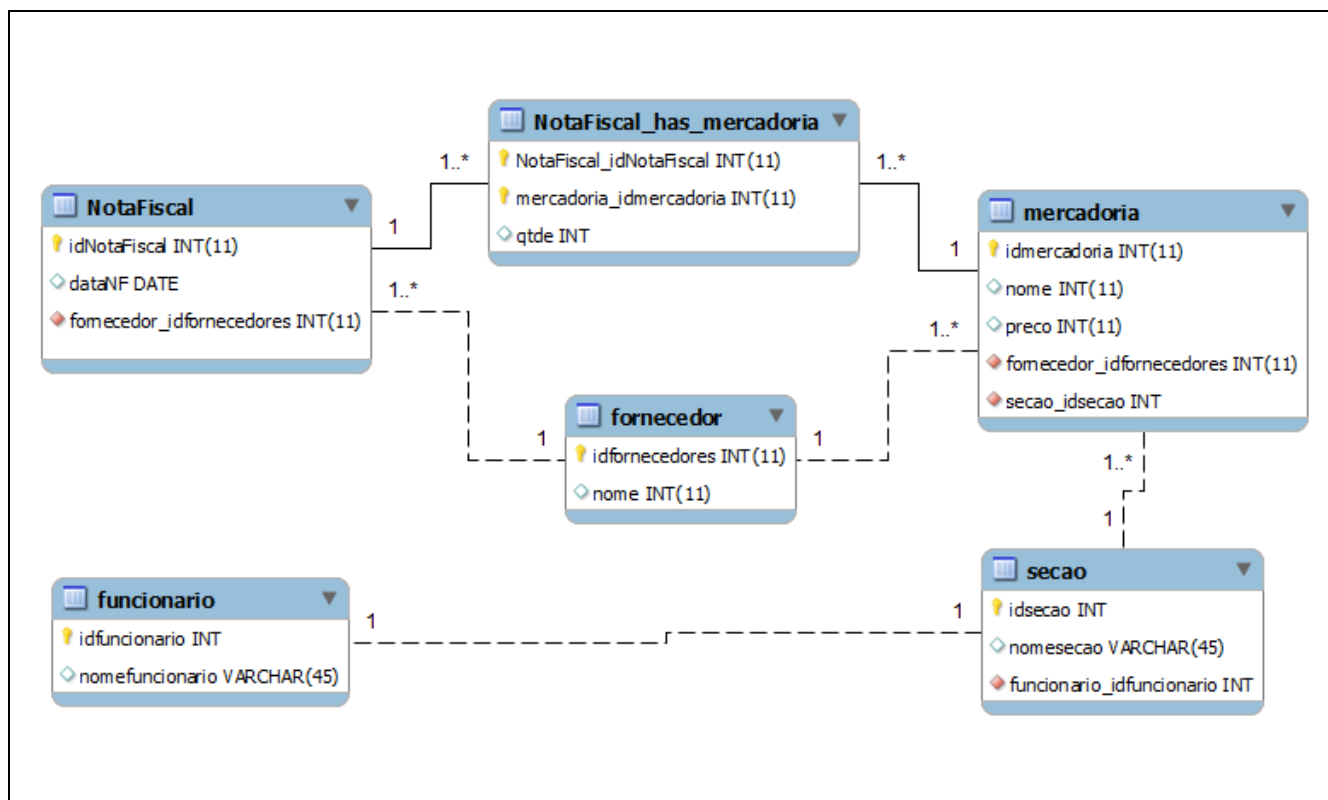 NotaFiscal_has_mercadoria
NotaFiscal_idNotaFiscal INT(11)
mercadoria_idmercadoria INT(11)
qtde INT
1..*
1..*
NotaFiscal
idNotaFiscal INT(11)
dataNF DATE
fornecedor_idfornecedores INT(11)
1
1..*
mercadoria
idmercadoria INT(11)
nome INT(11)
preco INT(11)
fornecedor_idfornecedores INT(11)
secao_idsecao INT
1
1..*
1..*
fornecedor
idfornecedores INT(11)
nome INT(11)
1
1
1
funcionario
idfuncionario INT
nomefuncionario VARCHAR(45)
1
1
secao
idsecao INT
nomesecao VARCHAR(45)
funcionario_idfuncionario INT